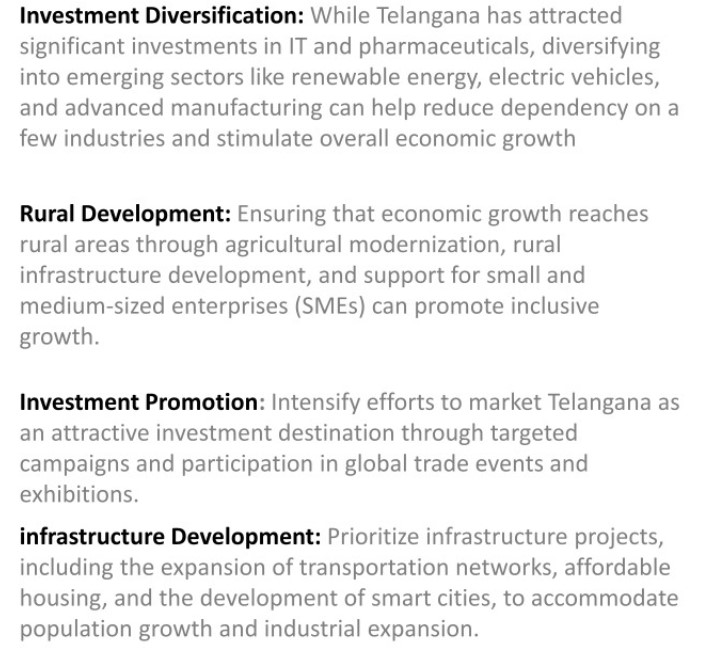 Investment Diversification: While Telangana has attracted
significant investments in IT and pharmaceuticals, diversifying
into emerging sectors like renewable energy, electric vehicles,
and advanced manufacturing can help reduce dependency on a
few industries and stimulate overall economic growth
Rural Development: Ensuring that economic growth reaches
rural areas through agricultural modernization, rural
infrastructure development, and support for small and
medium-sized enterprises (SMEs) can promote inclusive
growth.
Investment Promotion: Intensify efforts to market Telangana as
an attractive investment destination through targeted
campaigns and participation in global trade events and
exhibitions.
infrastructure Development: Prioritize infrastructure projects,
including the expansion of transportation networks, affordable
housing, and the development of smart cities, to accommodate
population growth and industrial expansion.